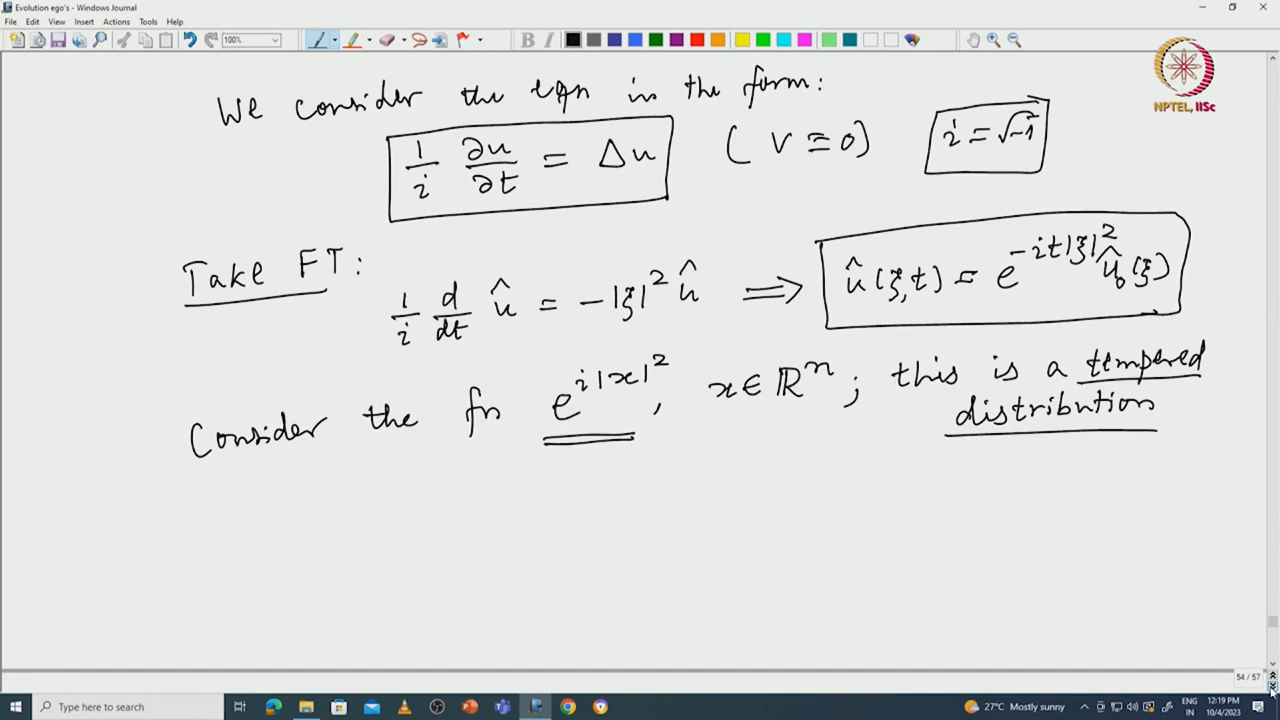 Evolution eqo's - Windows Journal
File Edit View Insert Actions Tools Help
100%
B I
NPTEL, IISc
We consider the eqn in the form:
1/i ∂u/∂t = Δu (V ≡ 0) i = √-1
Take FT:
1/i d/dt û = -|ξ|² û ⟹ û(ξ,t) = e^{-it|ξ|²} û₀(ξ)
Consider the fn e^{i|x|²}, x ∈ ℝⁿ; this is a tempered
distribution
54 / 57
Type here to search
27°C Mostly sunny
ENG
IN
12:19 PM
10/4/2023